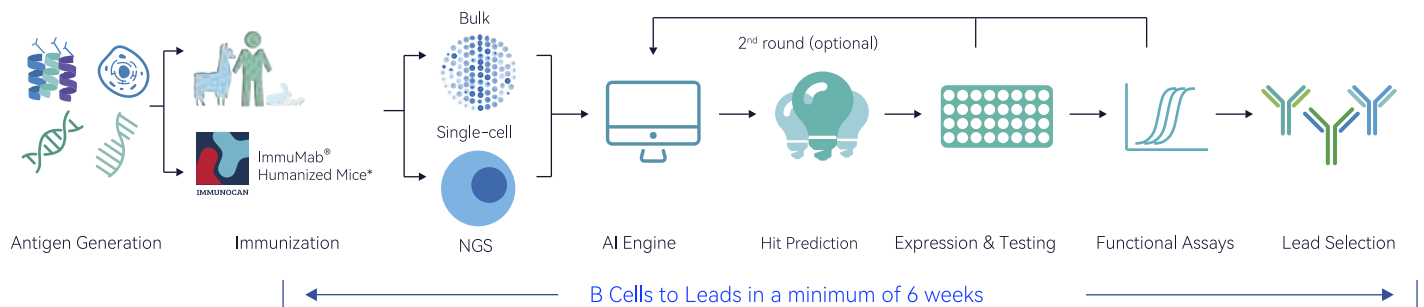 Bulk
2nd round (optional)
Single-cell
ImmuMab®
Humanized Mice*
IMMUNOCAN
Antigen Generation
Immunization
NGS
AI Engine
Hit Prediction
Expression & Testing
Functional Assays
Lead Selection
B Cells to Leads in a minimum of 6 weeks